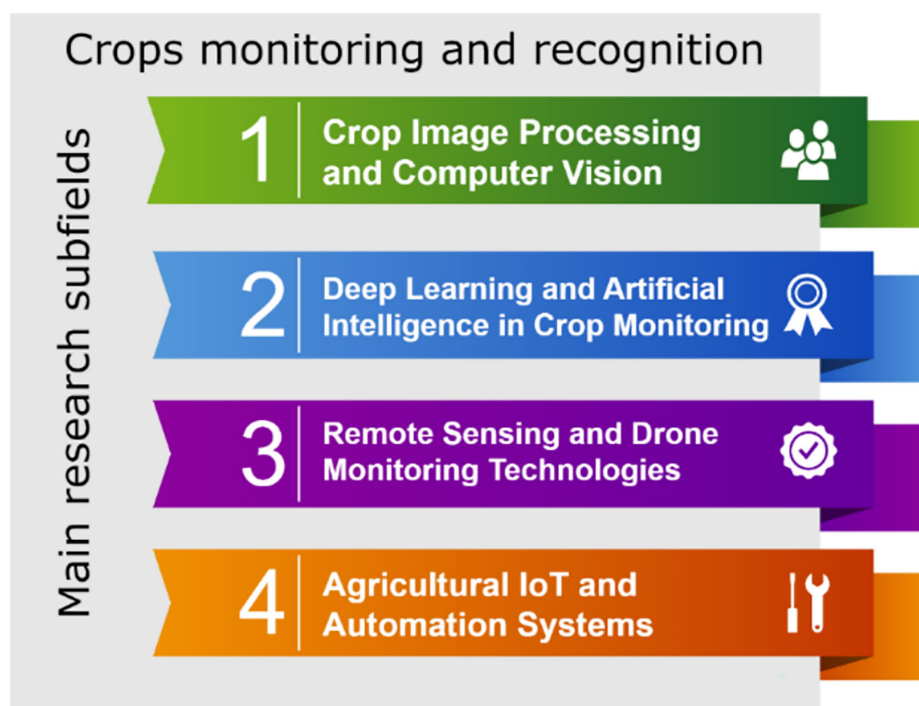 Crops monitoring and recognition
Main research subfields
1
Crop Image Processing
and Computer Vision
2
Deep Learning and Artificial
Intelligence in Crop Monitoring
3
Remote Sensing and Drone
Monitoring Technologies
4
Agricultural IoT and
Automation Systems